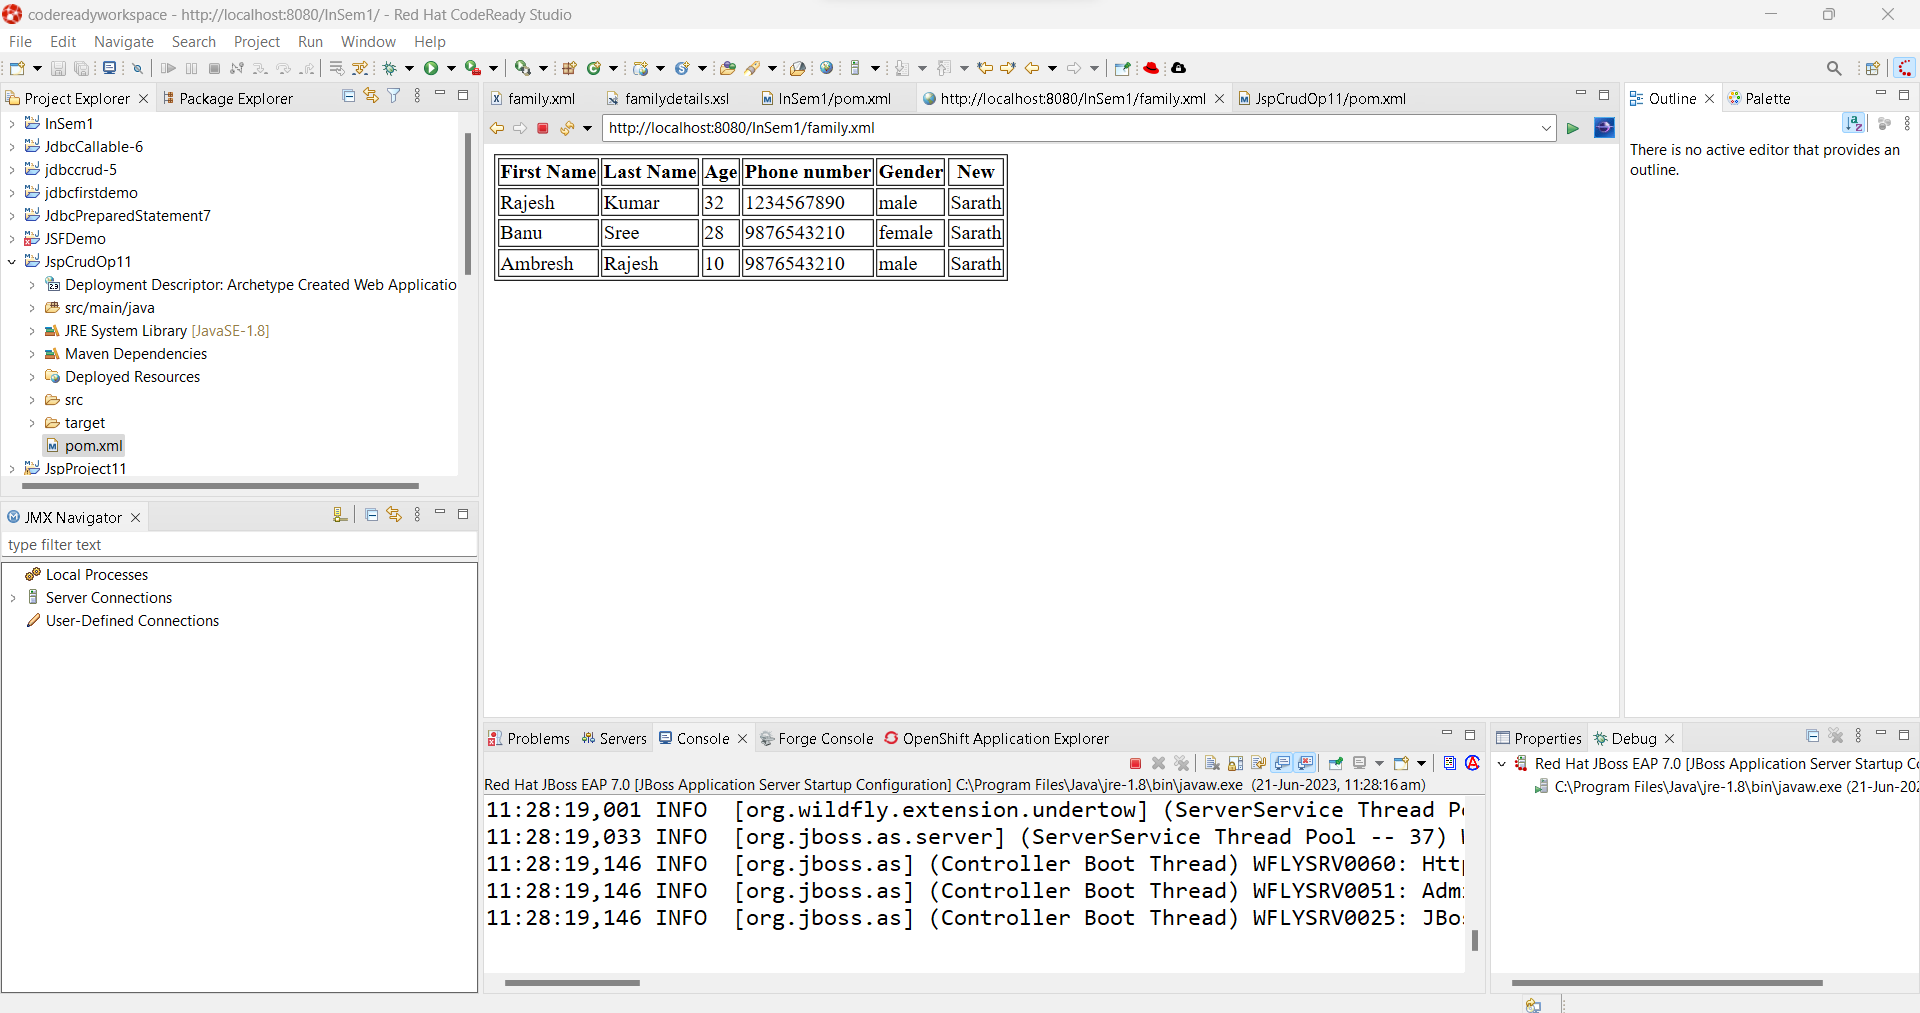 codereadyworkspace - http://localhost:8080/InSem1/ - Red Hat CodeReady Studio
File Edit Navigate Search Project Run Window Help
Project Explorer Package Explorer
InSem1
JdbcCallable-6
jdbccrud-5
jdbcfirstdemo
JdbcPreparedStatement7
JSFDemo
JspCrudOp11
Deployment Descriptor: Archetype Created Web Applicatio
src/main/java
JRE System Library [JavaSE-1.8]
Maven Dependencies
Deployed Resources
src
target
pom.xml
JspProject11
JMX Navigator
type filter text
Local Processes
Server Connections
User-Defined Connections
family.xml familydetails.xsl InSem1/pom.xml http://localhost:8080/InSem1/family.xml JspCrudOp11/pom.xml
http://localhost:8080/InSem1/family.xml
First Name Last Name Age Phone number Gender New
Rajesh Kumar 32 1234567890 male Sarath
Banu Sree 28 9876543210 female Sarath
Ambresh Rajesh 10 9876543210 male Sarath
Outline Palette
There is no active editor that provides an
outline.
Problems Servers Console Forge Console OpenShift Application Explorer
Red Hat JBoss EAP 7.0 [JBoss Application Server Startup Configuration] C:\Program Files\Java\jre-1.8\bin\javaw.exe (21-Jun-2023, 11:28:16 am)
11:28:19,001 INFO [org.wildfly.extension.undertow] (ServerService Thread P
11:28:19,033 INFO [org.jboss.as.server] (ServerService Thread Pool -- 37)
11:28:19,146 INFO [org.jboss.as] (Controller Boot Thread) WFLYSRV0060: Htt
11:28:19,146 INFO [org.jboss.as] (Controller Boot Thread) WFLYSRV0051: Adm
11:28:19,146 INFO [org.jboss.as] (Controller Boot Thread) WFLYSRV0025: JBo
Properties Debug
Red Hat JBoss EAP 7.0 [JBoss Application Server Startup Co
C:\Program Files\Java\jre-1.8\bin\javaw.exe (21-Jun-202